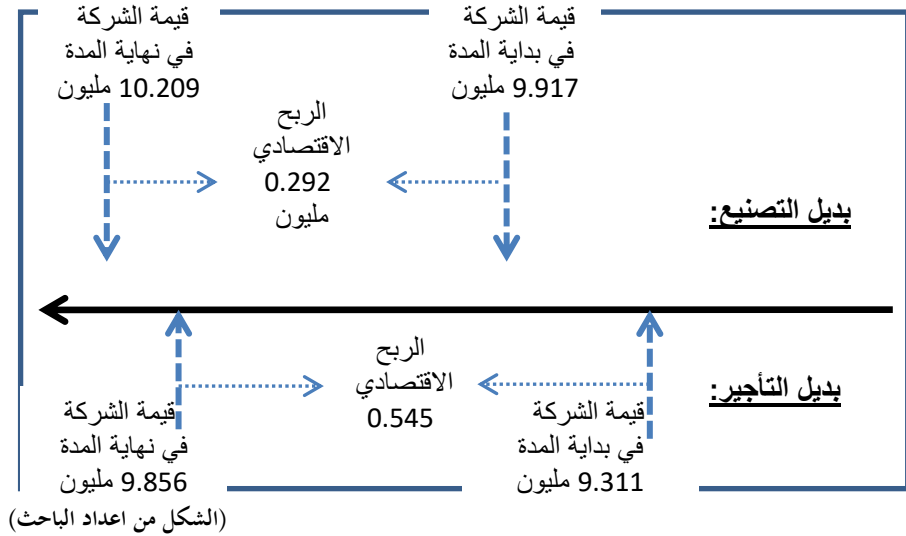 قيمة الشركة
في بداية المدة
9.917 مليون
قيمة الشركة
في نهاية المدة
10.209 مليون
الربح
الاقتصادي
0.292
مليون
بديل التصنيع:
الربح
الاقتصادي
0.545
بديل التأجير:
قيمة الشركة
في بداية المدة
9.311 مليون
قيمة الشركة
في نهاية المدة
9.856 مليون
(الشكل من اعداد الباحث)